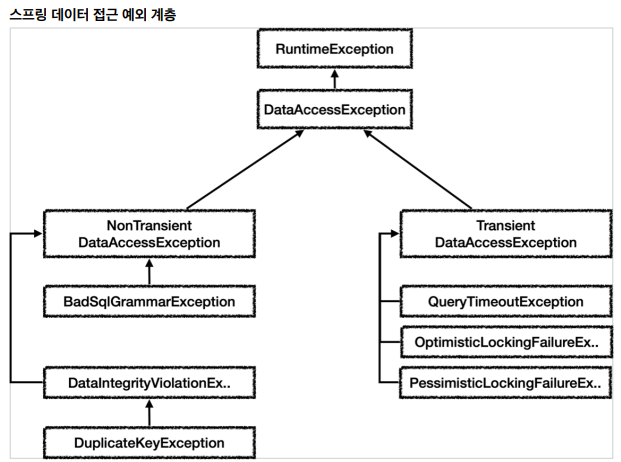 스프링 데이터 접근 예외 계층
RuntimeException
DataAccessException
NonTransient
DataAccessException
Transient
DataAccessException
BadSqlGrammarException
QueryTimeoutException
OptimisticLockingFailureEx..
DataIntegrityViolationEx..
PessimisticLockingFailureEx..
DuplicateKeyException